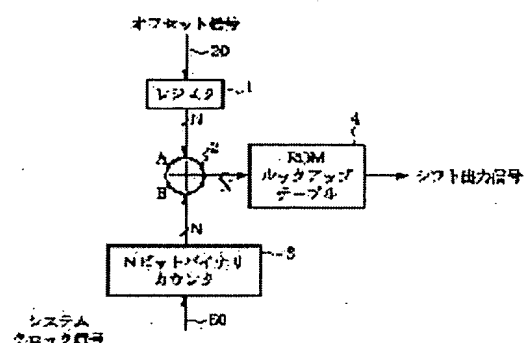 オフセット信号
20
レジスタ
1
N
A
2
B
N
ROM
ルックアップ
テーブル
4
シフト出力信号
N
Nビットバイナリ
カウンタ
3
システム
クロック信号
50